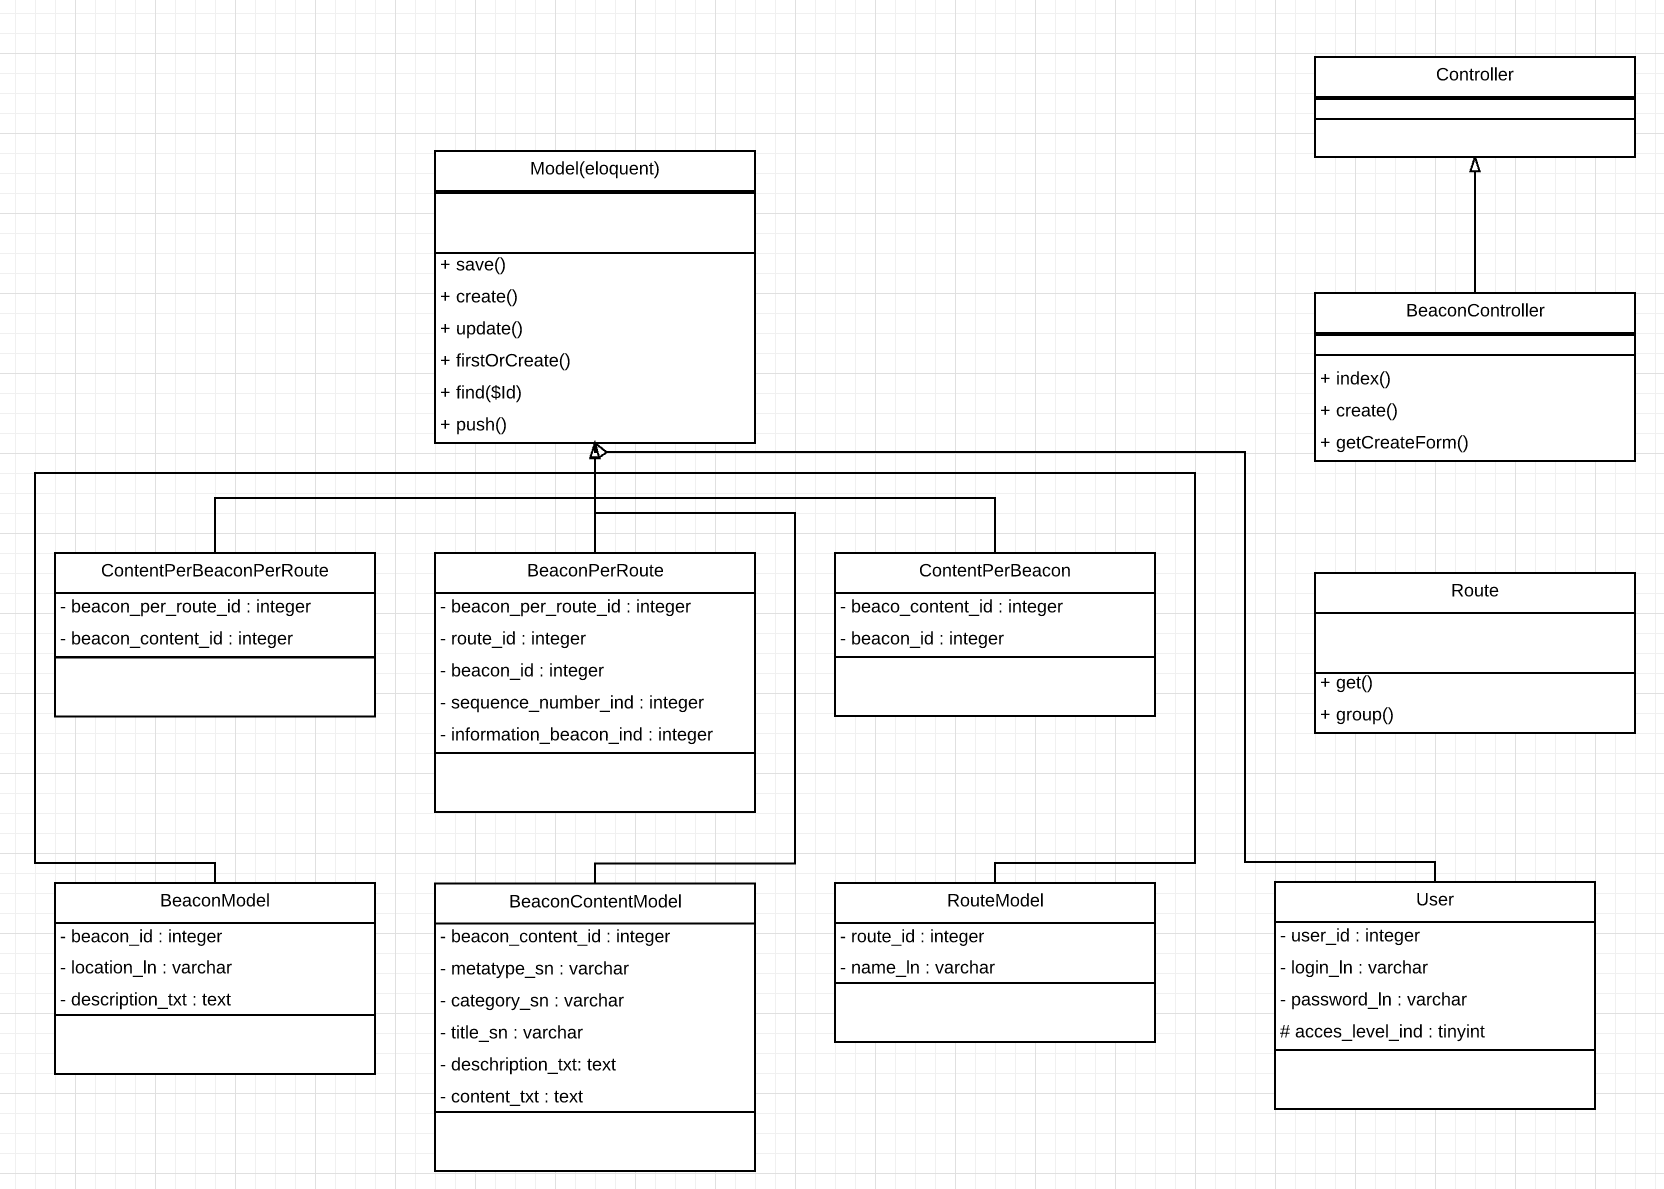 Controller
Model(eloquent)
+ save()
+ create()
+ update()
+ firstOrCreate()
+ find($Id)
+ push()
BeaconController
+ index()
+ create()
+ getCreateForm()
ContentPerBeaconPerRoute
- beacon_per_route_id : integer
- beacon_content_id : integer
BeaconPerRoute
- beacon_per_route_id : integer
- route_id : integer
- beacon_id : integer
- sequence_number_ind : integer
- information_beacon_ind : integer
ContentPerBeacon
- beaco_content_id : integer
- beacon_id : integer
Route
+ get()
+ group()
BeaconModel
- beacon_id : integer
- location_ln : varchar
- description_txt : text
BeaconContentModel
- beacon_content_id : integer
- metatype_sn : varchar
- category_sn : varchar
- title_sn : varchar
- deschription_txt: text
- content_txt : text
RouteModel
- route_id : integer
- name_ln : varchar
User
- user_id : integer
- login_ln : varchar
- password_ln : varchar
# acces_level_ind : tinyint